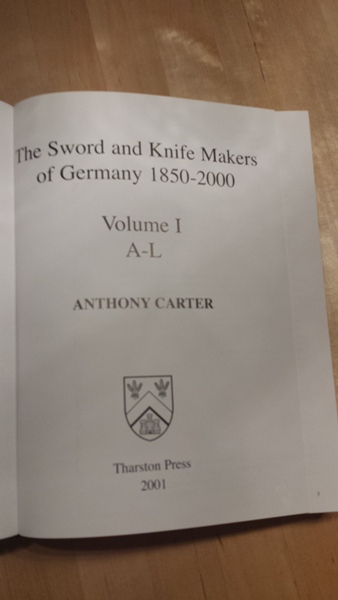 The Sword and Knife Makers
of Germany 1850-2000
Volume I
A-L
ANTHONY CARTER
Tharston Press
2001